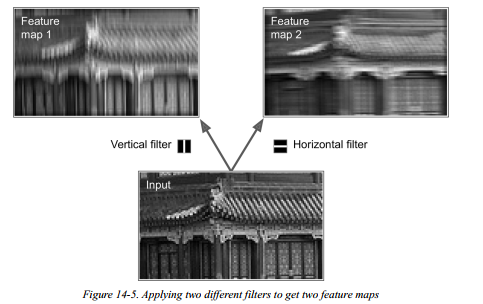 Feature
map 1
Feature
map 2
Vertical filter
Horizontal filter
Input
Figure 14-5. Applying two different filters to get two feature maps